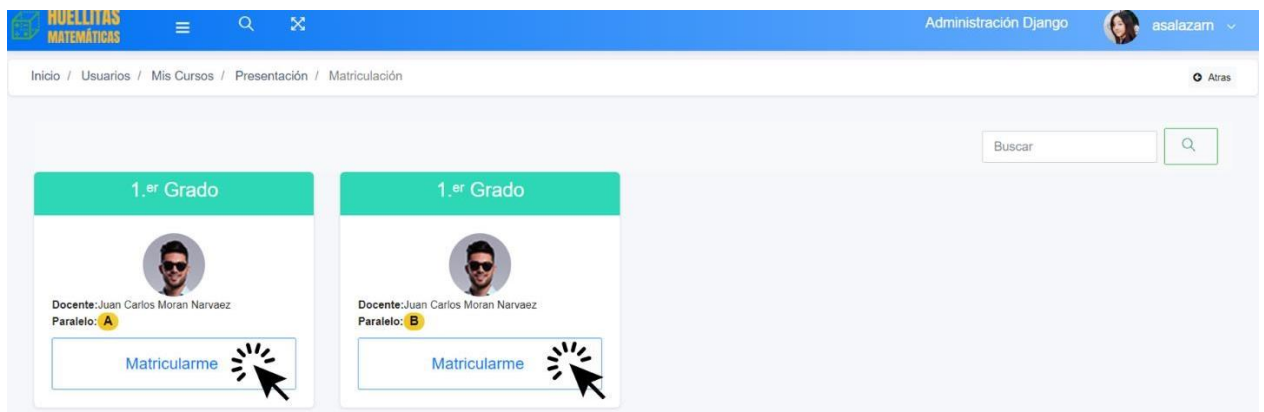 HUELLITAS
MATEMÁTICAS
Administración Django
asalazarn
Inicio / Usuarios / Mis Cursos / Presentación / Matriculación
Atras
Buscar
1.er Grado
Docente:Juan Carlos Moran Narvaez
Paralelo: A
Matricularme
1.er Grado
Docente:Juan Carlos Moran Narvaez
Paralelo: B
Matricularme